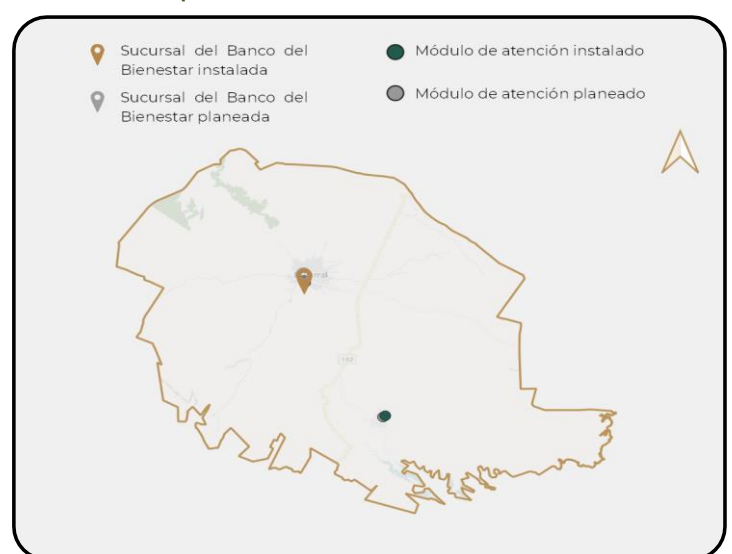 Sucursal del Banco del
Bienestar instalada
Sucursal del Banco del
Bienestar planeada
Módulo de atención instalado
Módulo de atención planeado